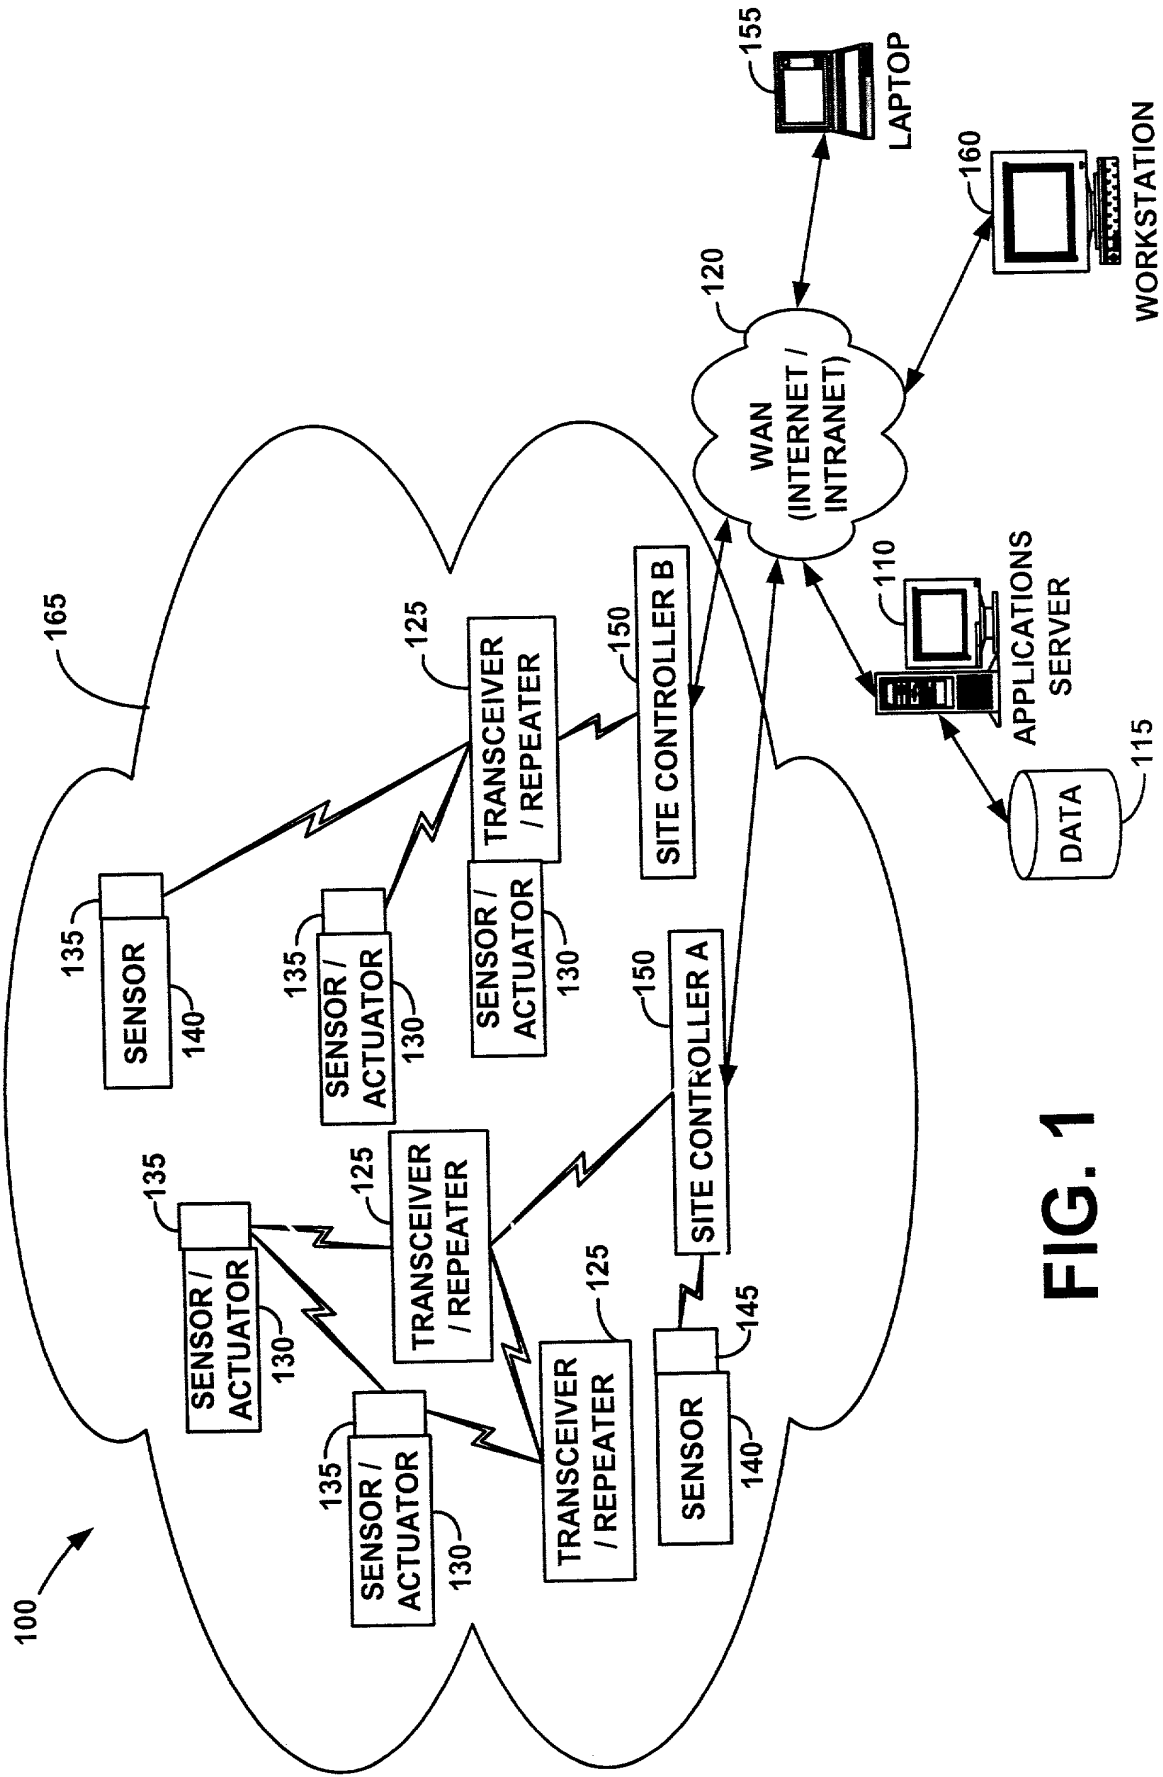 100
165
135
SENSOR
140
135
SENSOR /
ACTUATOR
130
135
SENSOR /
ACTUATOR
130
135
SENSOR /
ACTUATOR
130
125
TRANSCEIVER
/ REPEATER
125
TRANSCEIVER
/ REPEATER
SENSOR /
ACTUATOR
130
125
TRANSCEIVER
/ REPEATER
150
SITE CONTROLLER B
150
SITE CONTROLLER A
SENSOR
140
145
120
WAN
(INTERNET /
INTRANET)
155
LAPTOP
160
WORKSTATION
110
APPLICATIONS
SERVER
DATA
115
FIG. 1